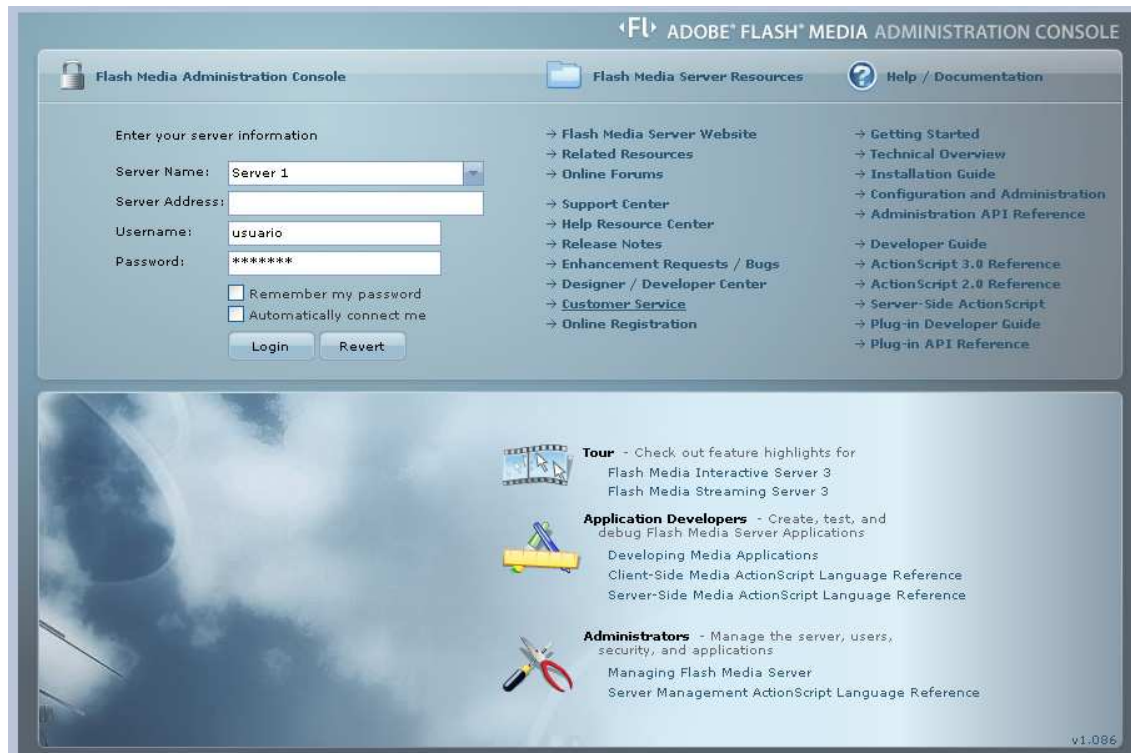 Fl ADOBE® FLASH® MEDIA ADMINISTRATION CONSOLE
Flash Media Administration Console
Enter your server information
Server Name: Server 1
Server Address:
Username: usuario
Password: *******
Remember my password
Automatically connect me
Login Revert
Flash Media Server Resources
→ Flash Media Server Website
→ Related Resources
→ Online Forums
→ Support Center
→ Help Resource Center
→ Release Notes
→ Enhancement Requests / Bugs
→ Designer / Developer Center
→ Customer Service
→ Online Registration
? Help / Documentation
→ Getting Started
→ Technical Overview
→ Installation Guide
→ Configuration and Administration
→ Administration API Reference
→ Developer Guide
→ ActionScript 3.0 Reference
→ ActionScript 2.0 Reference
→ Server-Side ActionScript
→ Plug-in Developer Guide
→ Plug-in API Reference
Tour - Check out feature highlights for
Flash Media Interactive Server 3
Flash Media Streaming Server 3
Application Developers - Create, test, and
debug Flash Media Server Applications
Developing Media Applications
Client-Side Media ActionScript Language Reference
Server-Side Media ActionScript Language Reference
Administrators - Manage the server, users,
security, and applications
Managing Flash Media Server
Server Management ActionScript Language Reference
v1.086